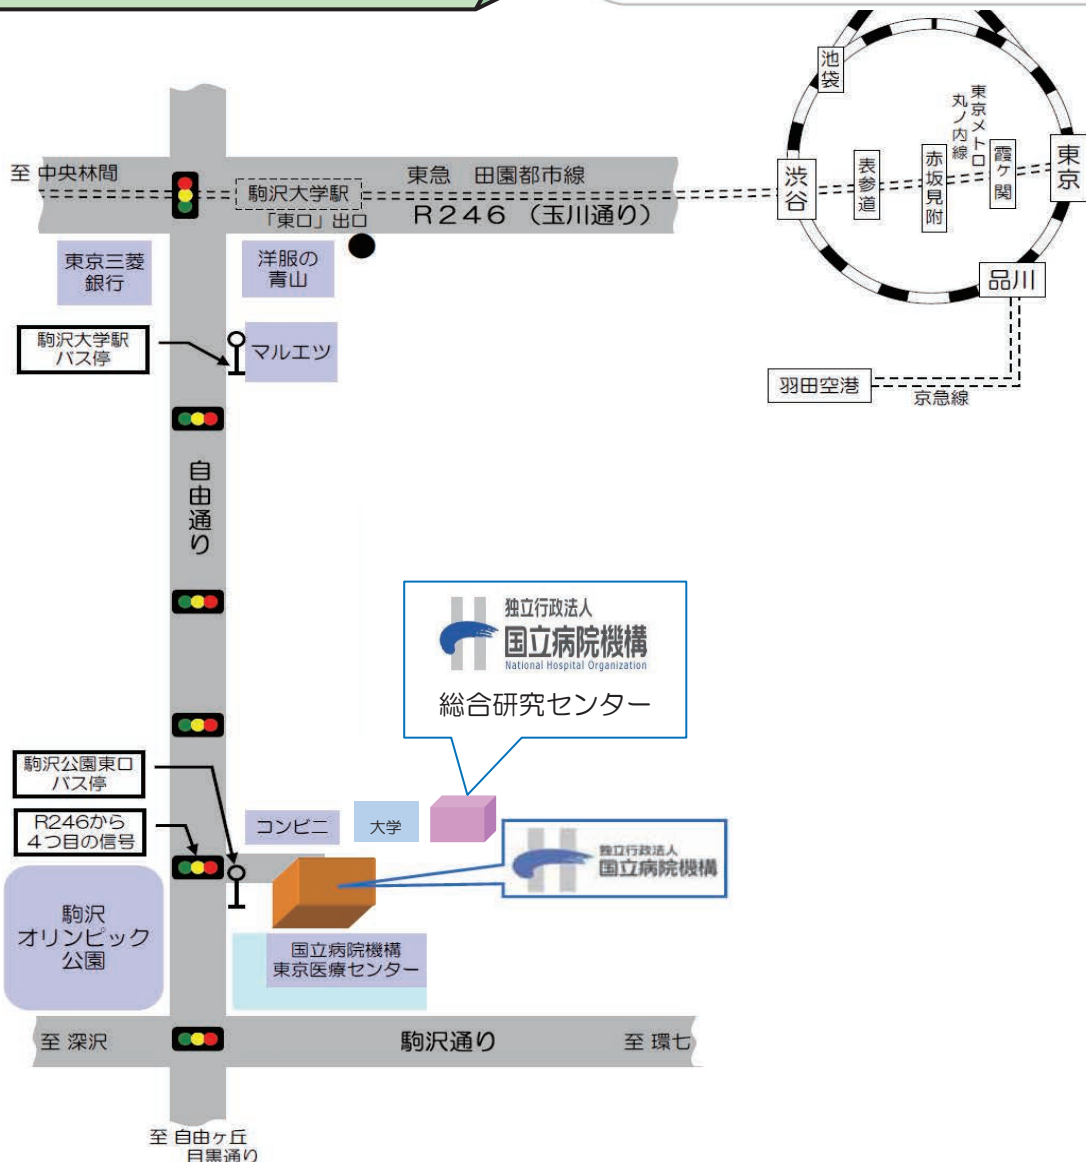 池袋
東京メトロ
丸ノ内線
渋谷
表参道
赤坂見附
霞ヶ関
東京
品川
羽田空港
京急線
至 中央林間
駒沢大学駅
東急 田園都市線
「東口」出口
R246 (玉川通り)
東京三菱
銀行
洋服の
青山
駒沢大学駅
バス停
マルエツ
自由通り
独立行政法人
国立病院機構
National Hospital Organization
総合研究センター
駒沢公園東口
バス停
コンビニ
大学
R246から
4つ目の信号
独立行政法人
国立病院機構
駒沢
オリンピック
公園
国立病院機構
東京医療センター
至 深沢
駒沢通り
至 環七
至 自由ヶ丘
目黒通り